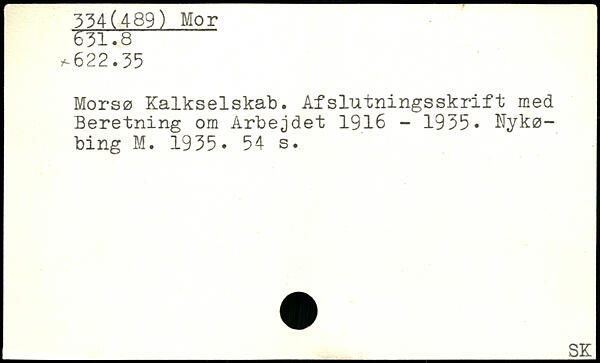 334(489) Mor
631.8
×622.35
Morsø Kalkselskab. Afslutningsskrift med
Beretning om Arbejdet 1916 - 1935. Nykø-
bing M. 1935. 54 s.
SK